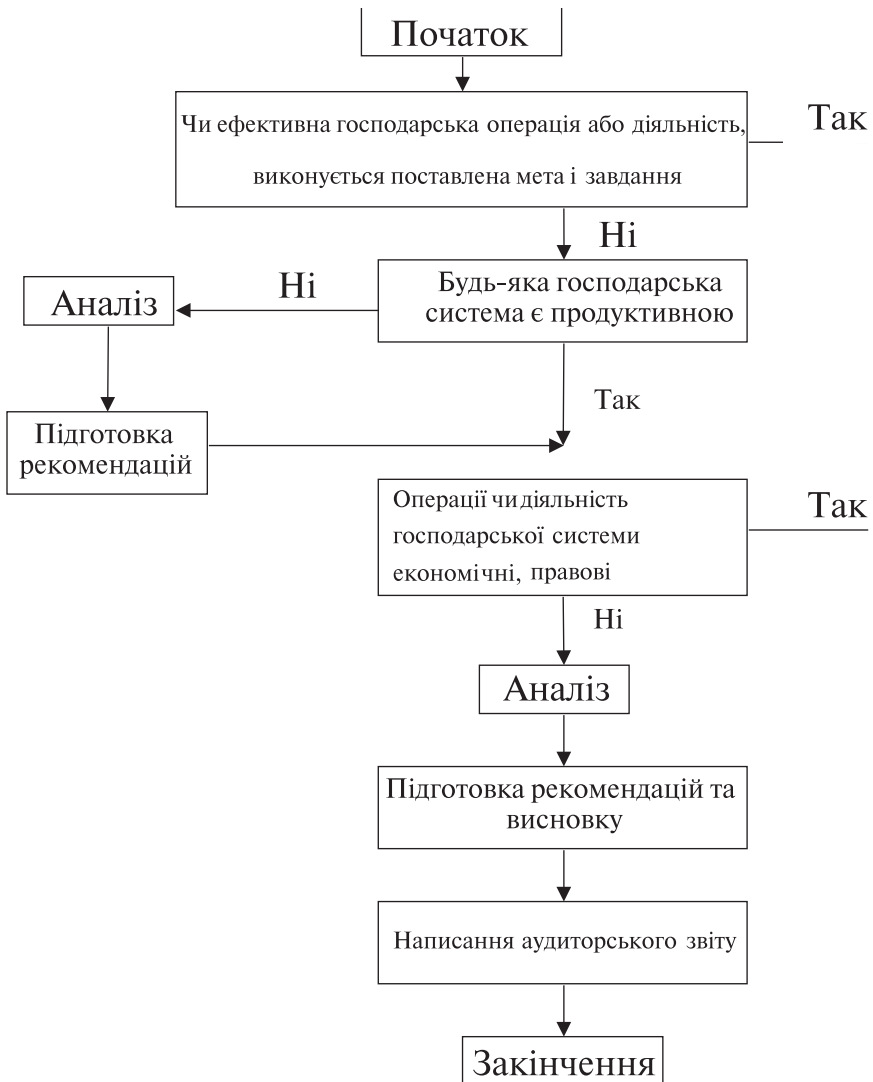 Початок
Чи ефективна господарська операція або діяльність,
виконується поставлена мета і завдання
Так
Ні
Будь-яка господарська
система є продуктивною
Ні
Аналіз
Так
Підготовка
рекомендацій
Операції чи діяльність
господарської системи
економічні, правові
Так
Ні
Аналіз
Підготовка рекомендацій та
висновку
Написання аудиторського звіту
Закінчення